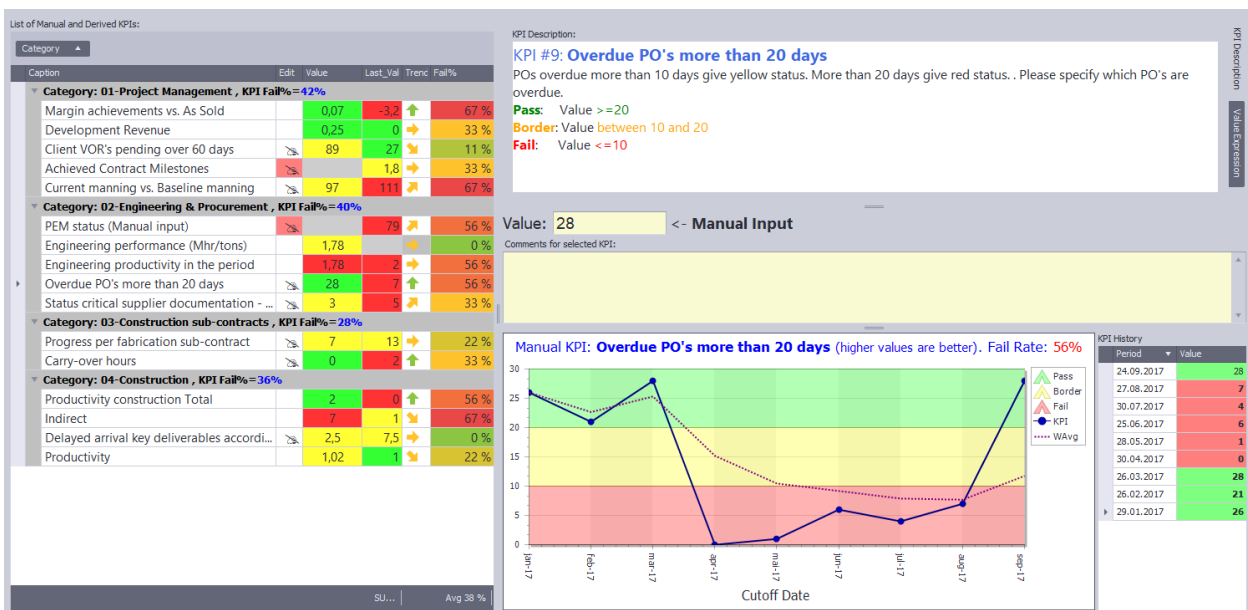 List of Manual and Derived KPIs:
Category
Caption Edit Value Last_Val Trend Fail%
Category: 01-Project Management , KPI Fail%=42%
Margin achievements vs. As Sold 0,07 -3,2 67 %
Development Revenue 0,25 0 33 %
Client VOR's pending over 60 days 89 27 11 %
Achieved Contract Milestones 1,8 33 %
Current manning vs. Baseline manning 97 111 67 %
Category: 02-Engineering & Procurement , KPI Fail%=40%
PEM status (Manual input) 79 56 %
Engineering performance (Mhr/tons) 1,78 0 %
Engineering productivity in the period 1,78 2 56 %
Overdue PO's more than 20 days 28 7 56 %
Status critical supplier documentation - ... 3 5 33 %
Category: 03-Construction sub-contracts , KPI Fail%=28%
Progress per fabrication sub-contract 7 13 22 %
Carry-over hours 0 2 33 %
Category: 04-Construction , KPI Fail%=36%
Productivity construction Total 2 0 56 %
Indirect 7 1 67 %
Delayed arrival key deliverables accordi... 2,5 7,5 0 %
Productivity 1,02 1 22 %
SU... Avg 38 %
KPI Description:
KPI #9: Overdue PO's more than 20 days
POs overdue more than 10 days give yellow status. More than 20 days give red status. . Please specify which PO's are
overdue.
Pass: Value >=20
Border: Value between 10 and 20
Fail: Value <=10
KPI Description
Value Expression
Value: 28 <- Manual Input
Comments for selected KPI:
Manual KPI: Overdue PO's more than 20 days (higher values are better). Fail Rate: 56%
30
25
20
15
10
5
0
jan-17
feb-17
mar-17
apr-17
mai-17
jun-17
jul-17
aug-17
sep-17
Cutoff Date
Pass
Border
Fail
KPI
WAvg
KPI History
Period Value
24.09.2017 28
27.08.2017 7
30.07.2017 4
25.06.2017 6
28.05.2017 1
30.04.2017 0
26.03.2017 28
26.02.2017 21
29.01.2017 26